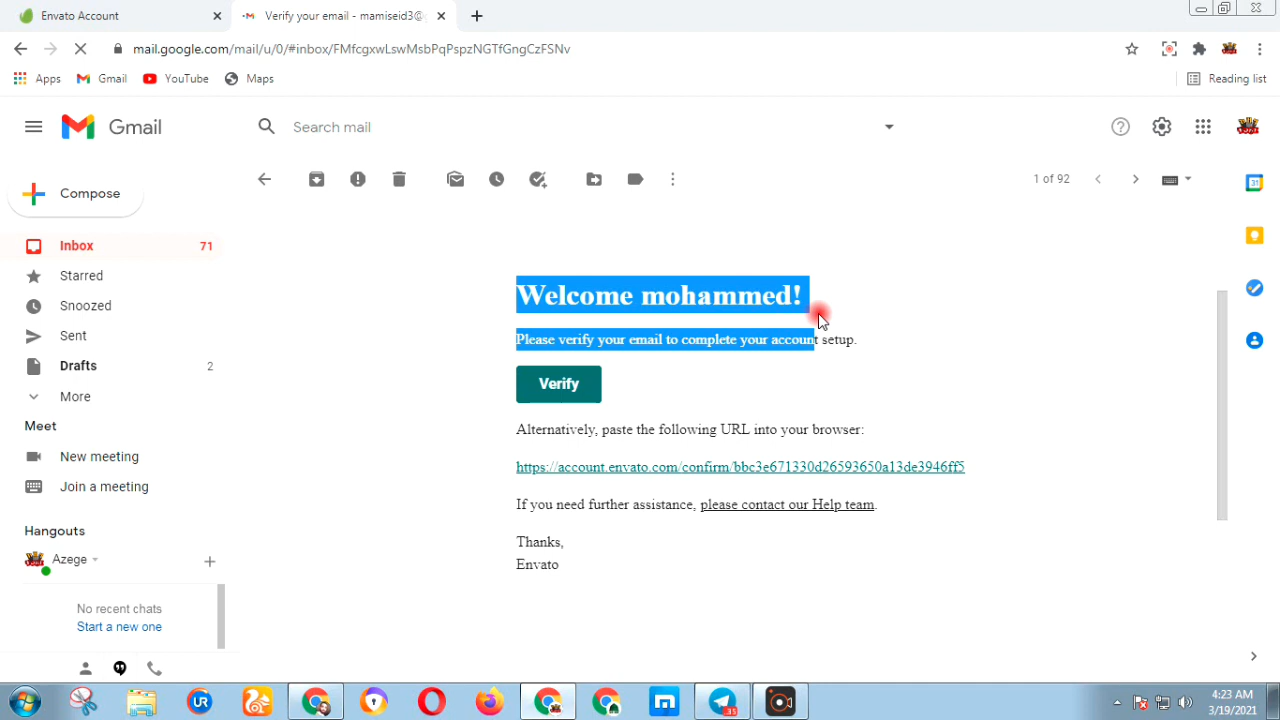 Envato Account
Verify your email - mamiseid3@
mail.google.com/mail/u/0/#inbox/FMfcgxwLswMsbPqPspzNGTfGngCzFSNv
Apps Gmail YouTube Maps Reading list
Gmail
Search mail
Compose
1 of 92
Inbox 71
Starred
Snoozed
Sent
Drafts 2
More
Meet
New meeting
Join a meeting
Hangouts
Azege
No recent chats
Start a new one
Welcome mohammed!
Please verify your email to complete your account setup.
Verify
Alternatively, paste the following URL into your browser:
https://account.envato.com/confirm/bbc3e671330d26593650a13de3946ff5
If you need further assistance, please contact our Help team.
Thanks,
Envato
UR
35
4:23 AM
3/19/2021